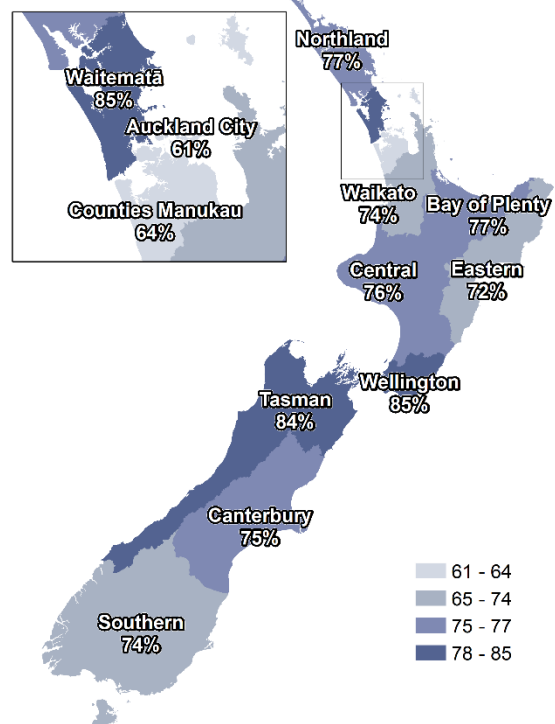 Northland
77%
Waitematā
85%
Auckland City
61%
Counties Manukau
64%
Waikato
74%
Bay of Plenty
77%
Central
76%
Eastern
72%
Wellington
85%
Tasman
84%
Canterbury
75%
Southern
74%
61 - 64
65 - 74
75 - 77
78 - 85